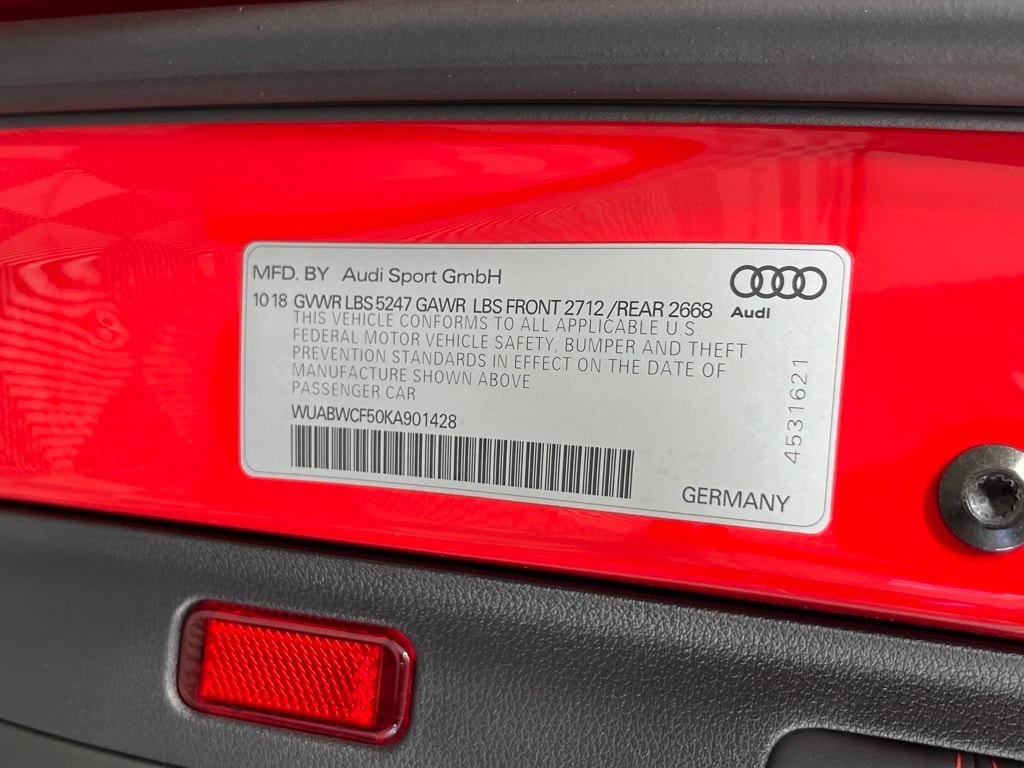 MFD. BY Audi Sport GmbH
10 18 GVWR LBS 5247 GAWR LBS FRONT 2712 /REAR 2668
Audi
THIS VEHICLE CONFORMS TO ALL APPLICABLE U.S.
FEDERAL MOTOR VEHICLE SAFETY, BUMPER AND THEFT
PREVENTION STANDARDS IN EFFECT ON THE DATE OF
MANUFACTURE SHOWN ABOVE
PASSENGER CAR
WUABWCF50KA901428
4531621
GERMANY